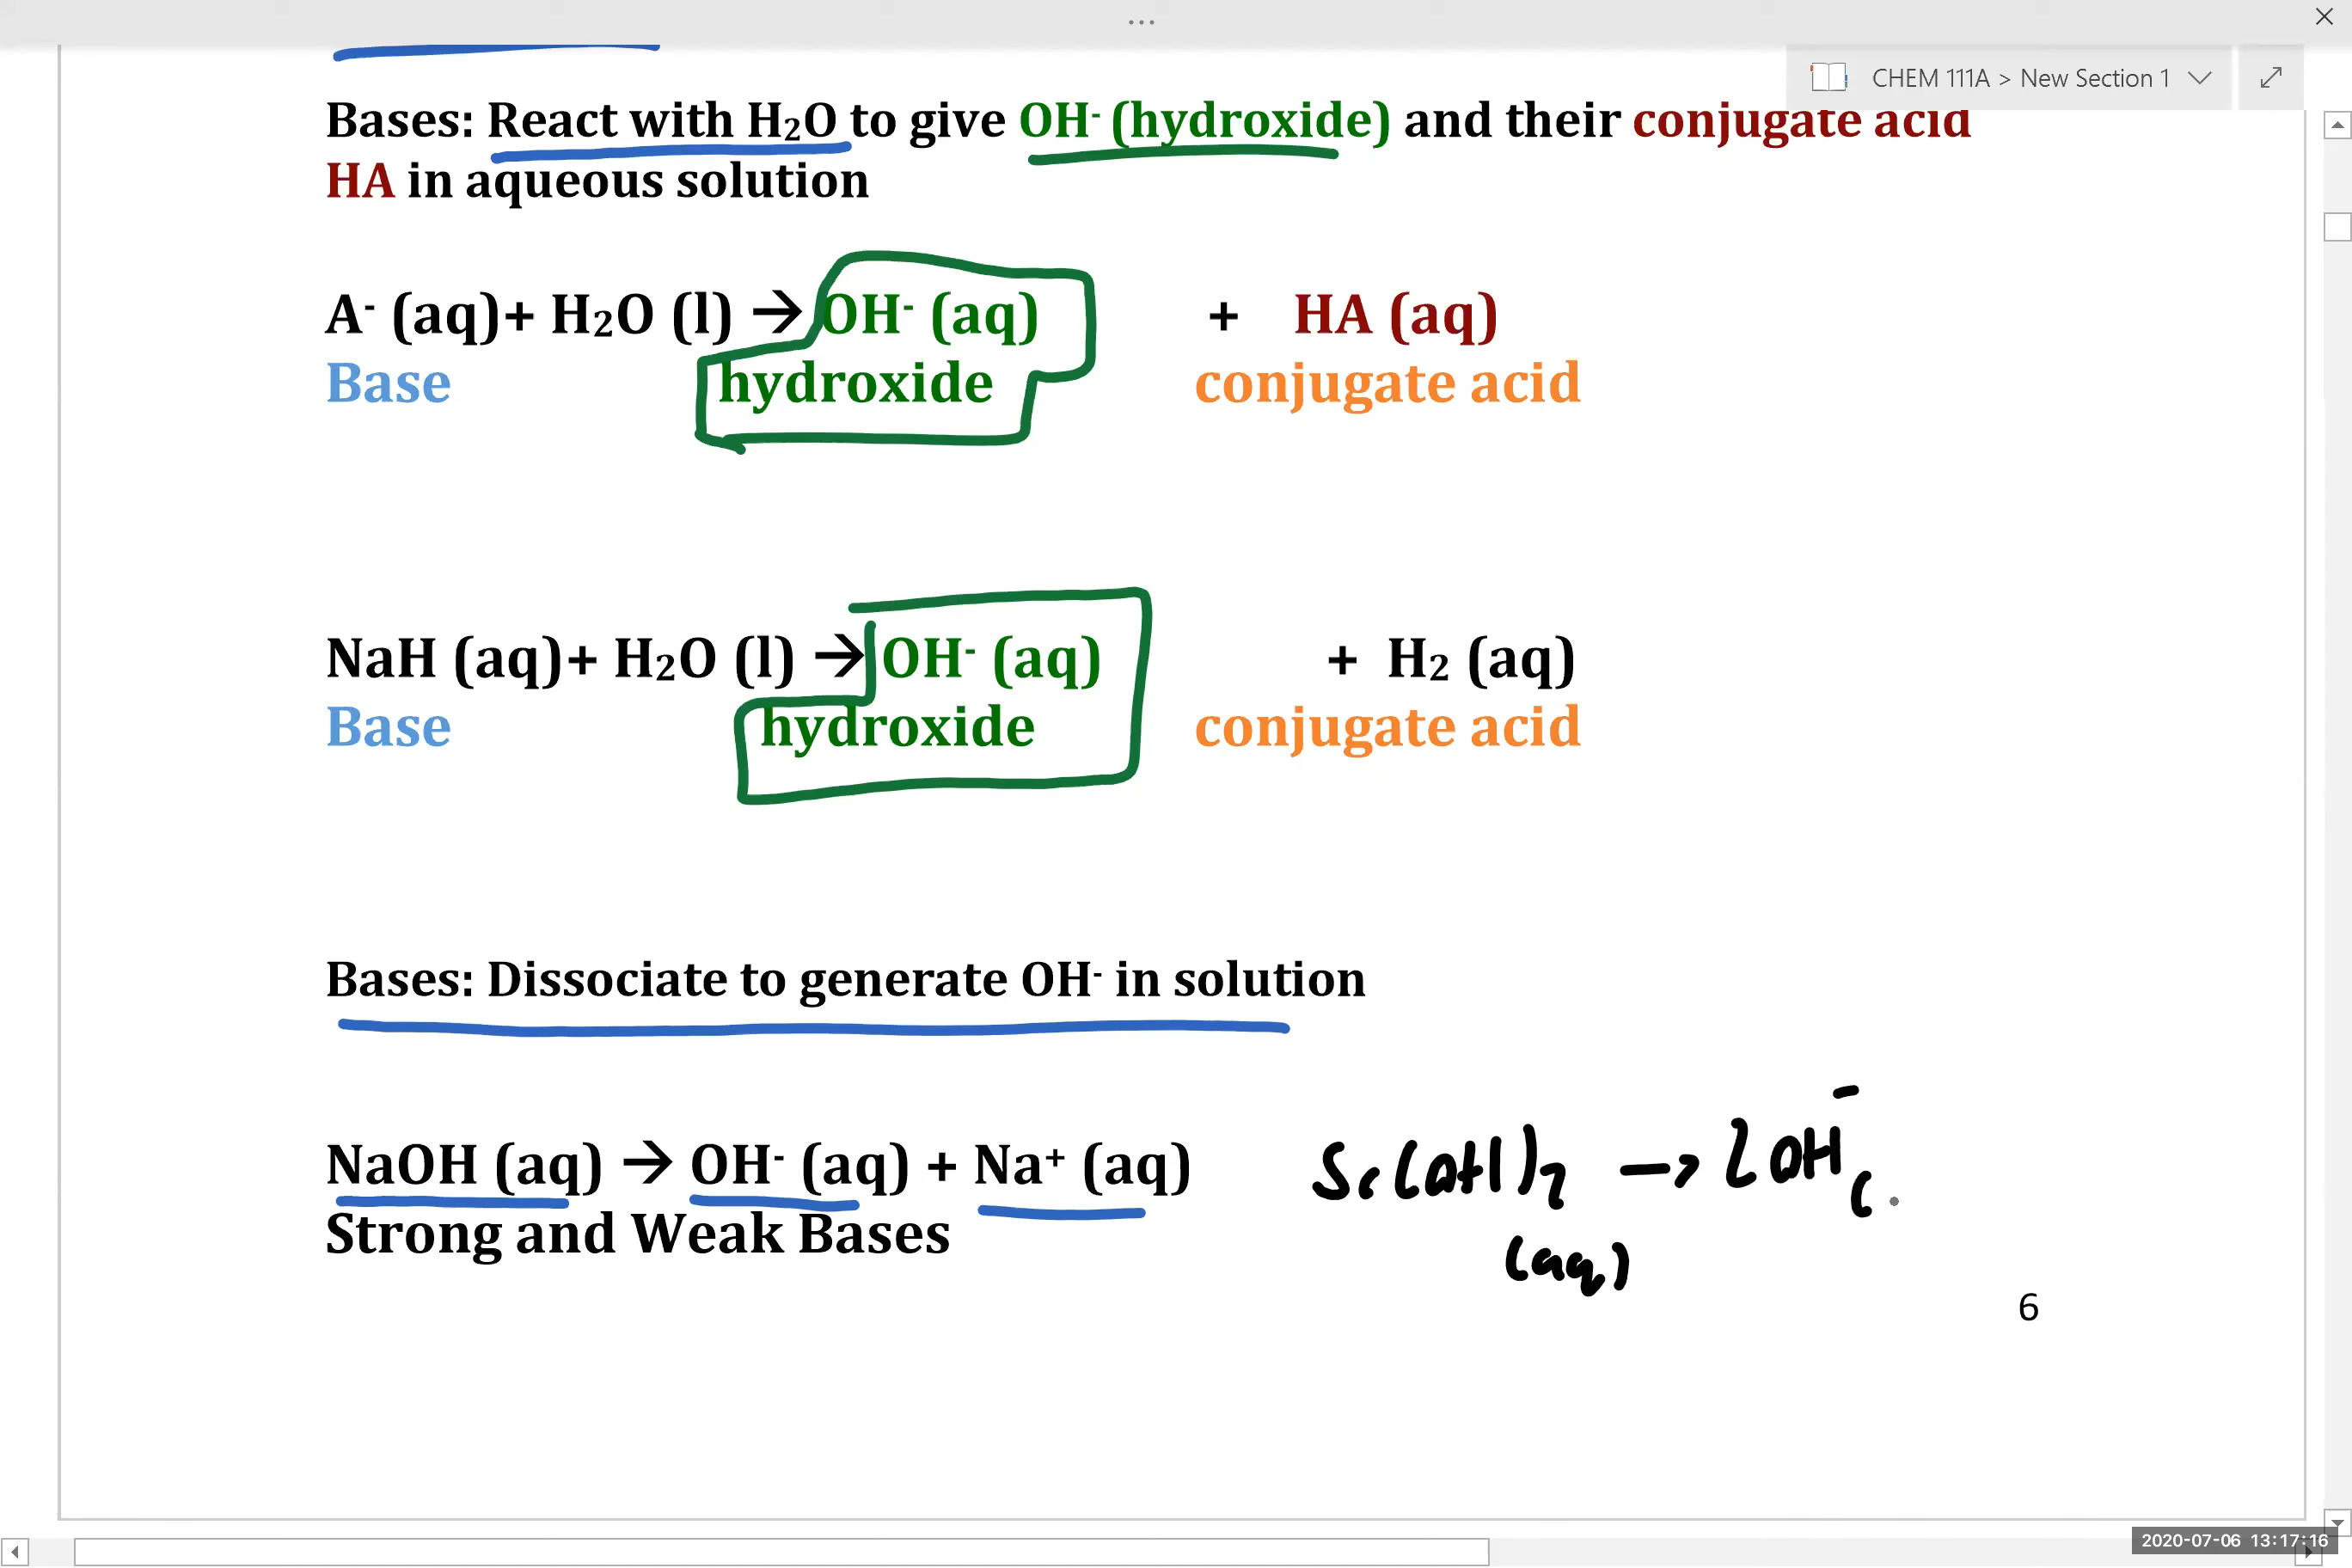 ...
CHEM 111A > New Section 1
Bases: React with H₂O to give OH⁻ (hydroxide) and their conjugate acid
HA in aqueous solution
A⁻ (aq)+ H₂O (l) → OH⁻ (aq) + HA (aq)
Base hydroxide conjugate acid
NaH (aq)+ H₂O (l) → OH⁻ (aq) + H₂ (aq)
Base hydroxide conjugate acid
Bases: Dissociate to generate OH⁻ in solution
NaOH (aq) → OH⁻ (aq) + Na⁺ (aq) Sr(OH)₂ → 2OH⁻ (
(aq)
Strong and Weak Bases
6
2020-07-06 13:17:16